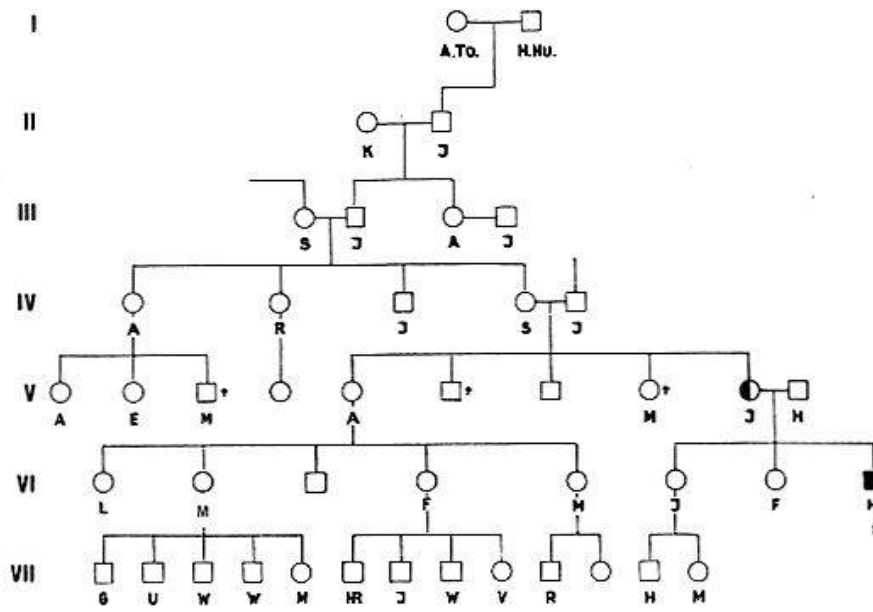 I
A.To. H.Hu.
II
K J
III
S J A J
IV
A R J S J
V
A E M † A † M † J H
VI
L M F M J F H
VII
G U W W M HR J W V R H M